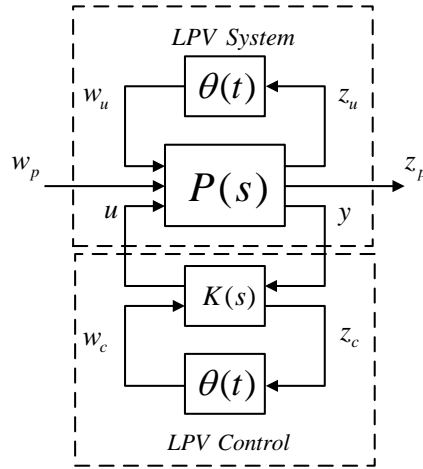 LPV System
θ(t)
w_u
z_u
w_p
P(s)
z_p
u
y
K(s)
w_c
z_c
θ(t)
LPV Control